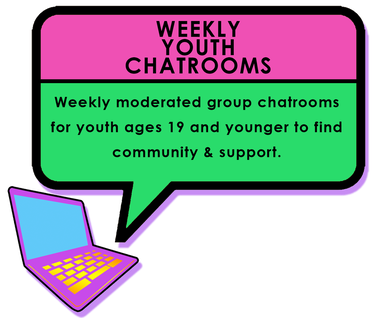 WEEKLY
YOUTH
CHATROOMS
Weekly moderated group chatrooms
for youth ages 19 and younger to find
community & support.